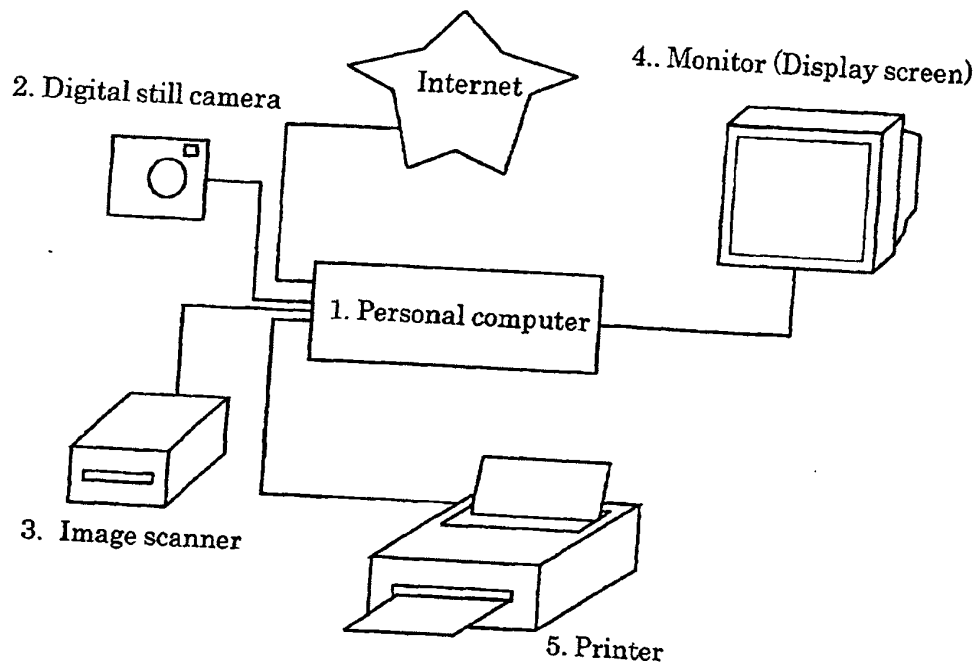 Internet
4.. Monitor (Display screen)
2. Digital still camera
1. Personal computer
3. Image scanner
5. Printer